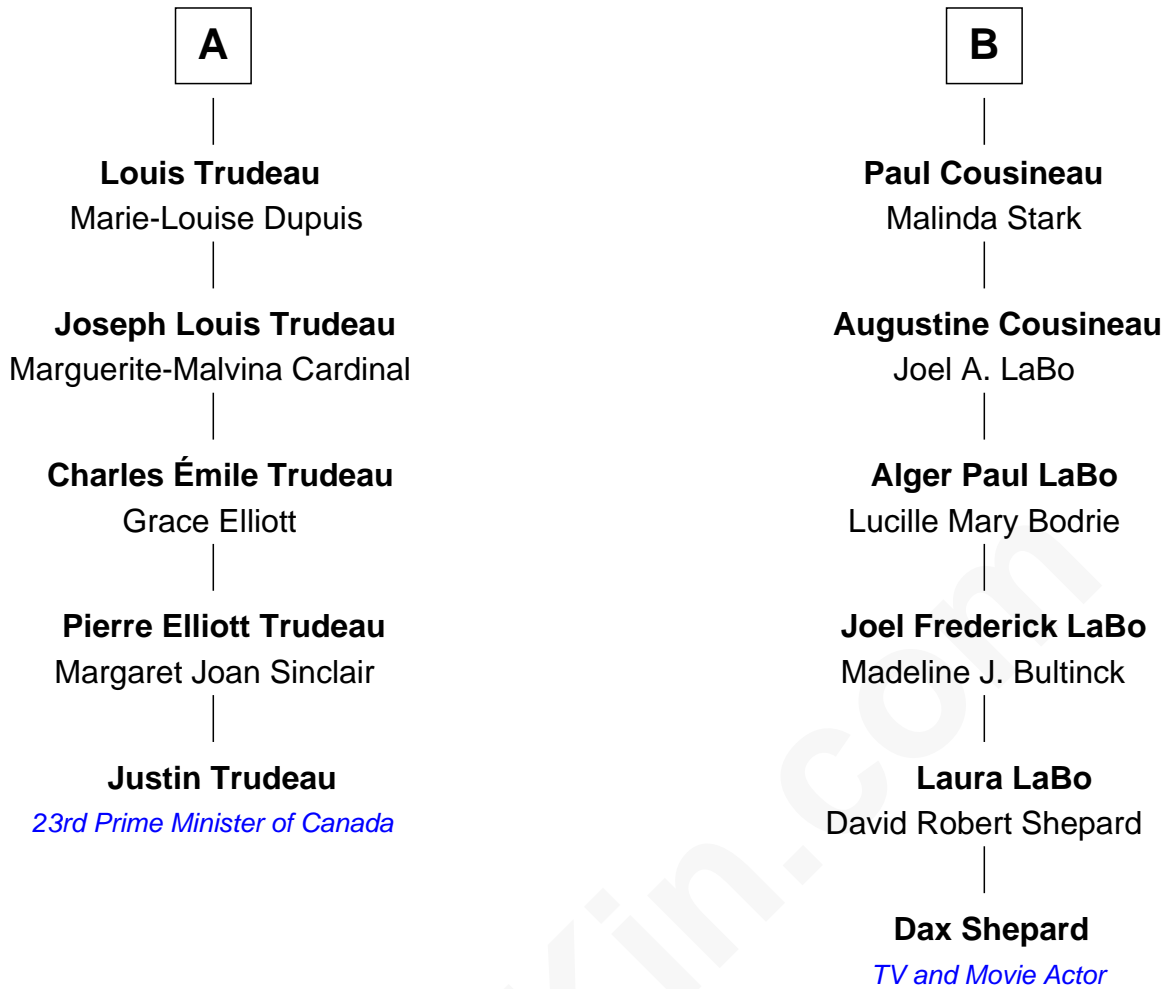 A
Louis Trudeau
Marie-Louise Dupuis
Joseph Louis Trudeau
Marguerite-Malvina Cardinal
Charles Émile Trudeau
Grace Elliott
Pierre Elliott Trudeau
Margaret Joan Sinclair
Justin Trudeau
23rd Prime Minister of Canada
B
Paul Cousineau
Malinda Stark
Augustine Cousineau
Joel A. LaBo
Alger Paul LaBo
Lucille Mary Bodrie
Joel Frederick LaBo
Madeline J. Bultinck
Laura LaBo
David Robert Shepard
Dax Shepard
TV and Movie Actor
Kin.com